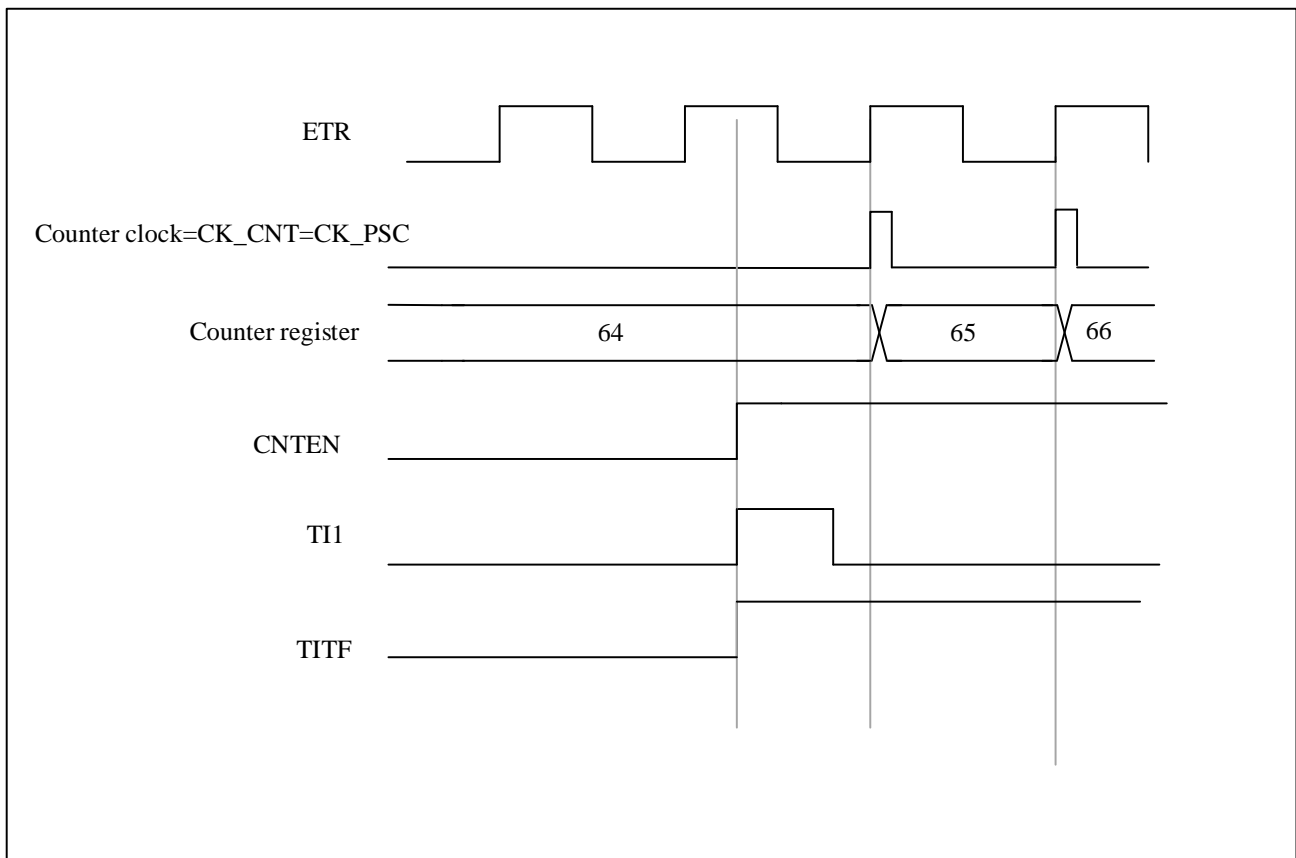 ETR
Counter clock=CK_CNT=CK_PSC
Counter register
64
65
66
CNTEN
TI1
TITF